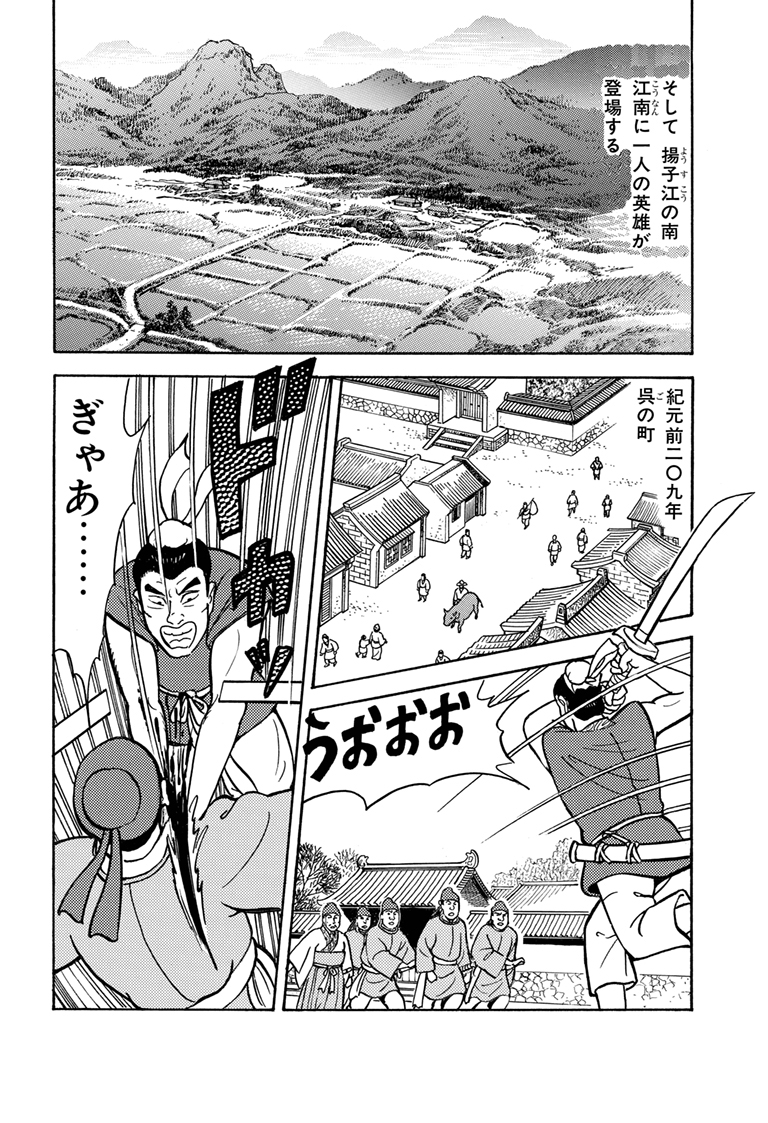 そして 揚子江の南
江南に一人の英雄が
登場する
紀元前二〇九年
呉の町
うおおおお
ドカッ
ぎゃあ……